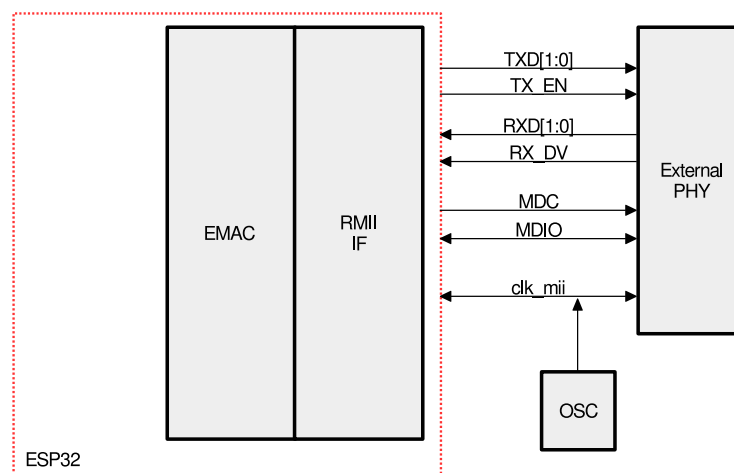 TXD[1:0]
TX_EN
RXD[1:0]
RX_DV
MDC
MDIO
clk_mii
EMAC
RMII
IF
External
PHY
OSC
ESP32